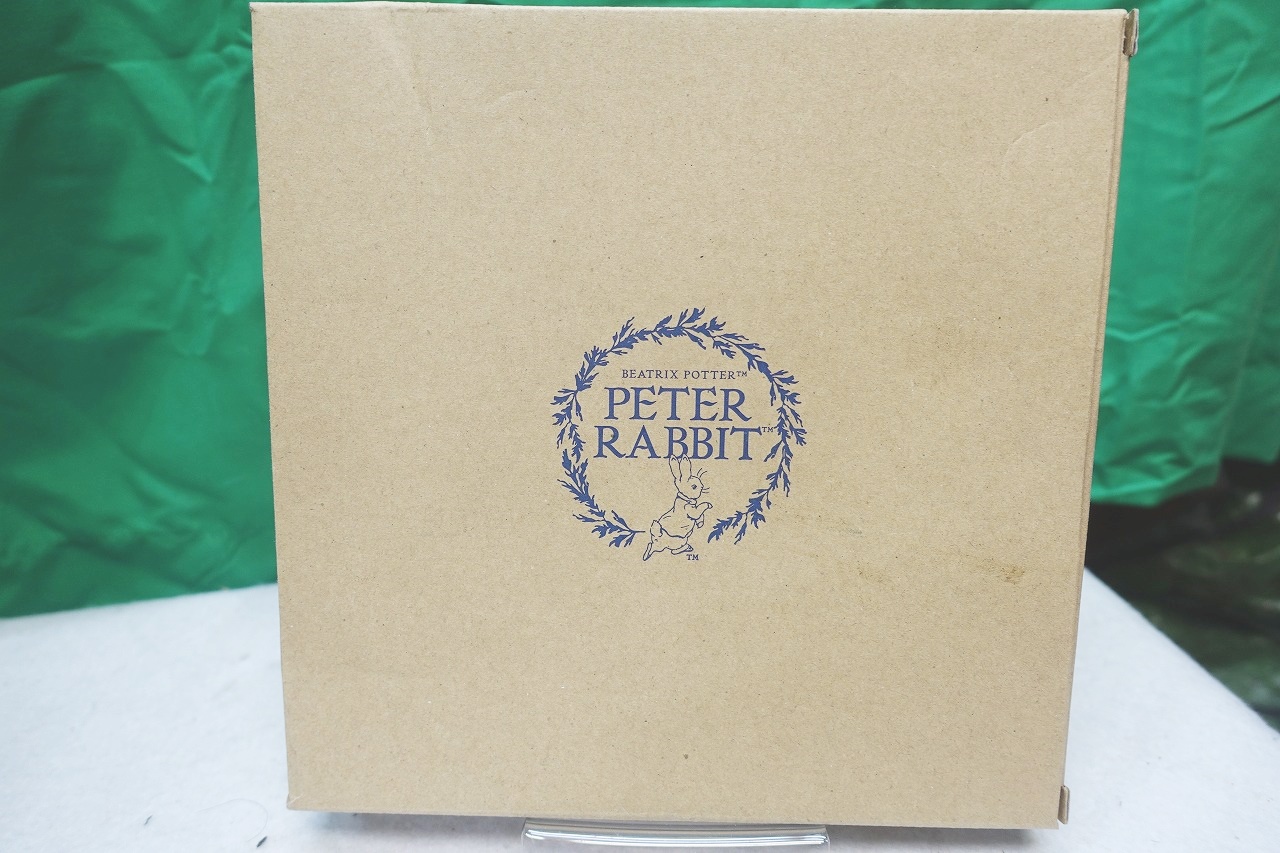 BEATRIX POTTER™
PETER
RABBIT™
TM